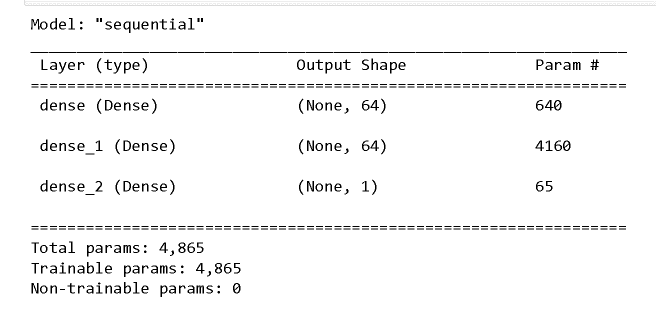 Model: "sequential"
Layer (type) Output Shape Param #
=================================================================
dense (Dense) (None, 64) 640
dense_1 (Dense) (None, 64) 4160
dense_2 (Dense) (None, 1) 65
=================================================================
Total params: 4,865
Trainable params: 4,865
Non-trainable params: 0